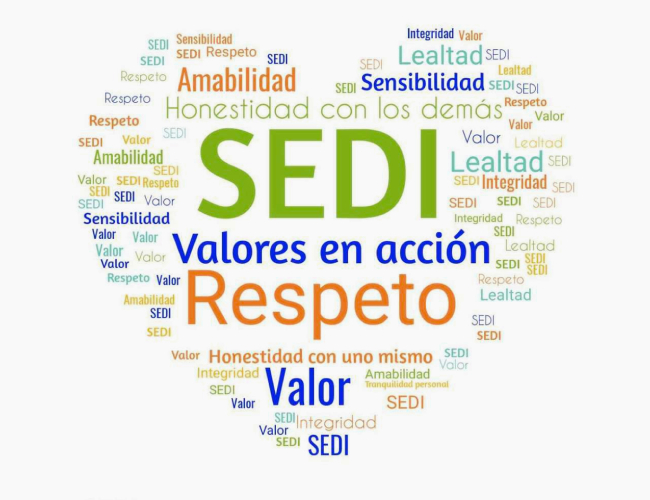 Sensibilidad
Integridad Valor
SEDI
SEDI Respeto
Lealtad SEDI
SEDI
SEDI
SEDI
Respeto
Amabilidad
Lealtad
SEDI Sensibilidad SEDI SEDI
Respeto
Honestidad con los demás Respeto
Respeto
Valor
Valor
SEDI
SEDI
Valor
Valor
SEDI
Lealtad
Amabilidad
Lealtad SEDI
SEDI
Valor SEDI Respeto
SEDI Integridad SEDI
SEDI SEDI Valor
SEDI
SEDI SEDI SEDI
Sensibilidad
Integridad Respeto
Valor Valor
SEDI
Valores en acción
Lealtad
Valor
Valor
Valor
SEDI SEDI
SEDI
Respeto Valor
Respeto
Respeto
Lealtad
Amabilidad
SEDI
SEDI
SEDI
SEDI
Valor Honestidad con uno mismo SEDI
Valor
Integridad
Valor
Amabilidad
Tranquilidad personal
SEDI
Valor
SEDI
SEDI Integridad
Valor
SEDI SEDI